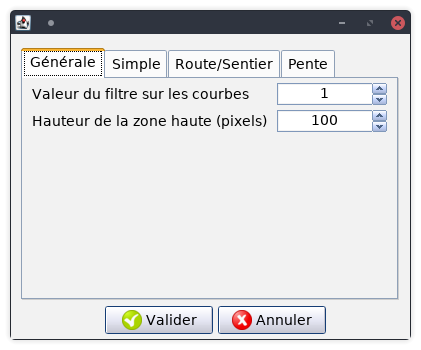 Générale Simple Route/Sentier Pente
Valeur du filtre sur les courbes 1
Hauteur de la zone haute (pixels) 100
Valider Annuler